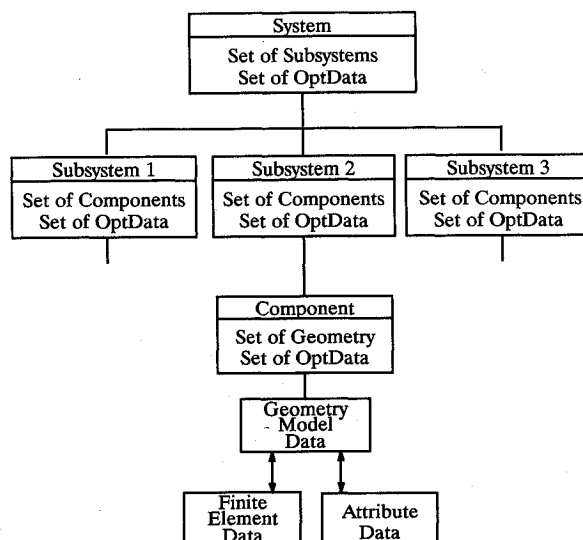 System
Set of Subsystems
Set of OptData
Subsystem 1
Set of Components
Set of OptData
Subsystem 2
Set of Components
Set of OptData
Subsystem 3
Set of Components
Set of OptData
Component
Set of Geometry
Set of OptData
Geometry
Model
Data
Finite
Element
Data
Attribute
Data